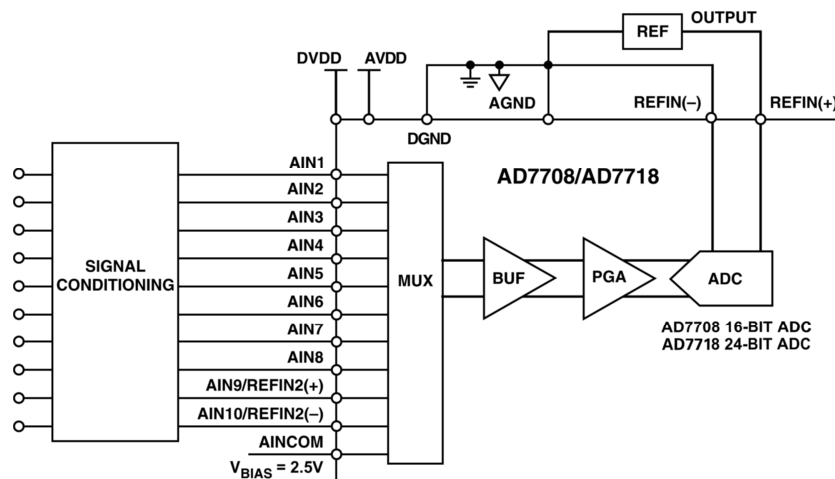 OUTPUT
REF
DVDD AVDD
AGND
REFIN(–) REFIN(+)
DGND
AD7708/AD7718
SIGNAL
CONDITIONING
AIN1
AIN2
AIN3
AIN4
AIN5
AIN6
AIN7
AIN8
AIN9/REFIN2(+)
AIN10/REFIN2(–)
AINCOM
VBIAS = 2.5V
MUX
BUF
PGA
ADC
AD7708 16-BIT ADC
AD7718 24-BIT ADC